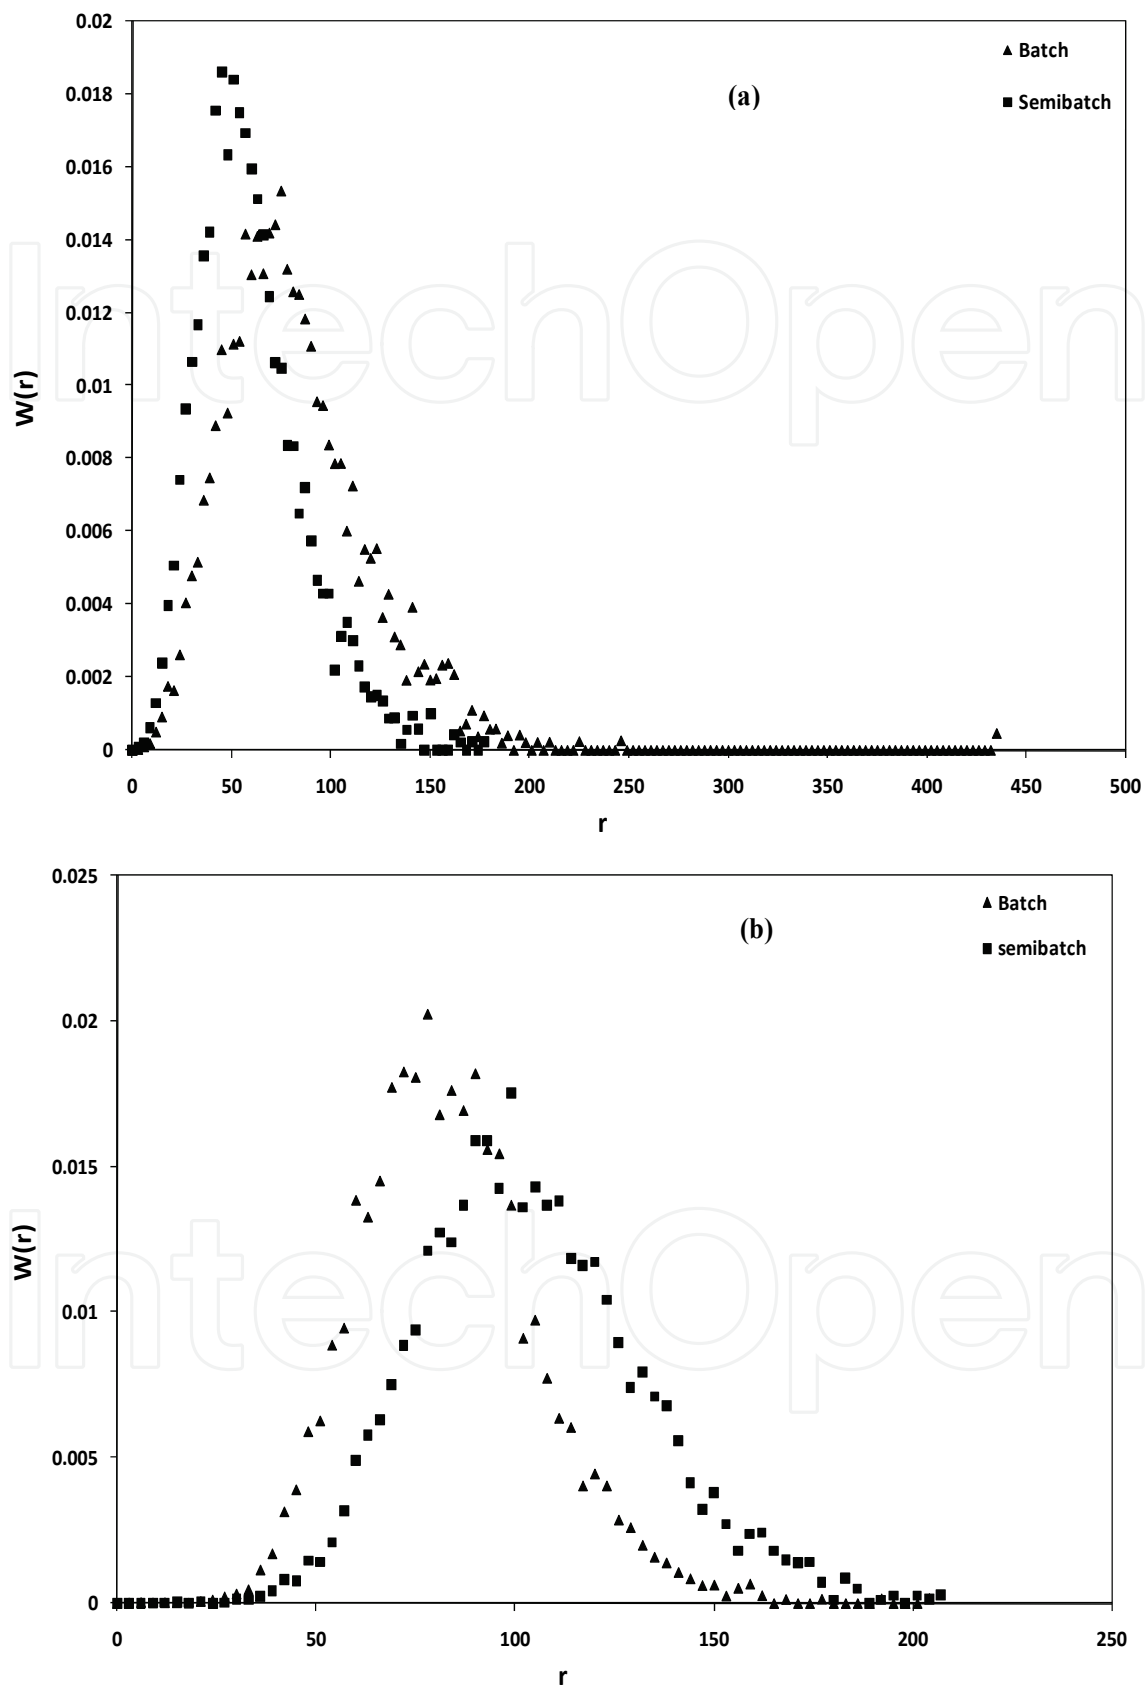 0.02
▲ Batch
(a)
0.018
■ Semibatch
0.016
0.014
0.012
IntechOpen
0.01
W(r)
0.008
0.006
0.004
0.002
0
0 50 100 150 200 250 300 350 400 450 500
r
0.025
▲ Batch
(b)
■ semibatch
0.02
0.015
W(r)
IntechOpen
0.01
0.005
0
0 50 100 150 200 250
r